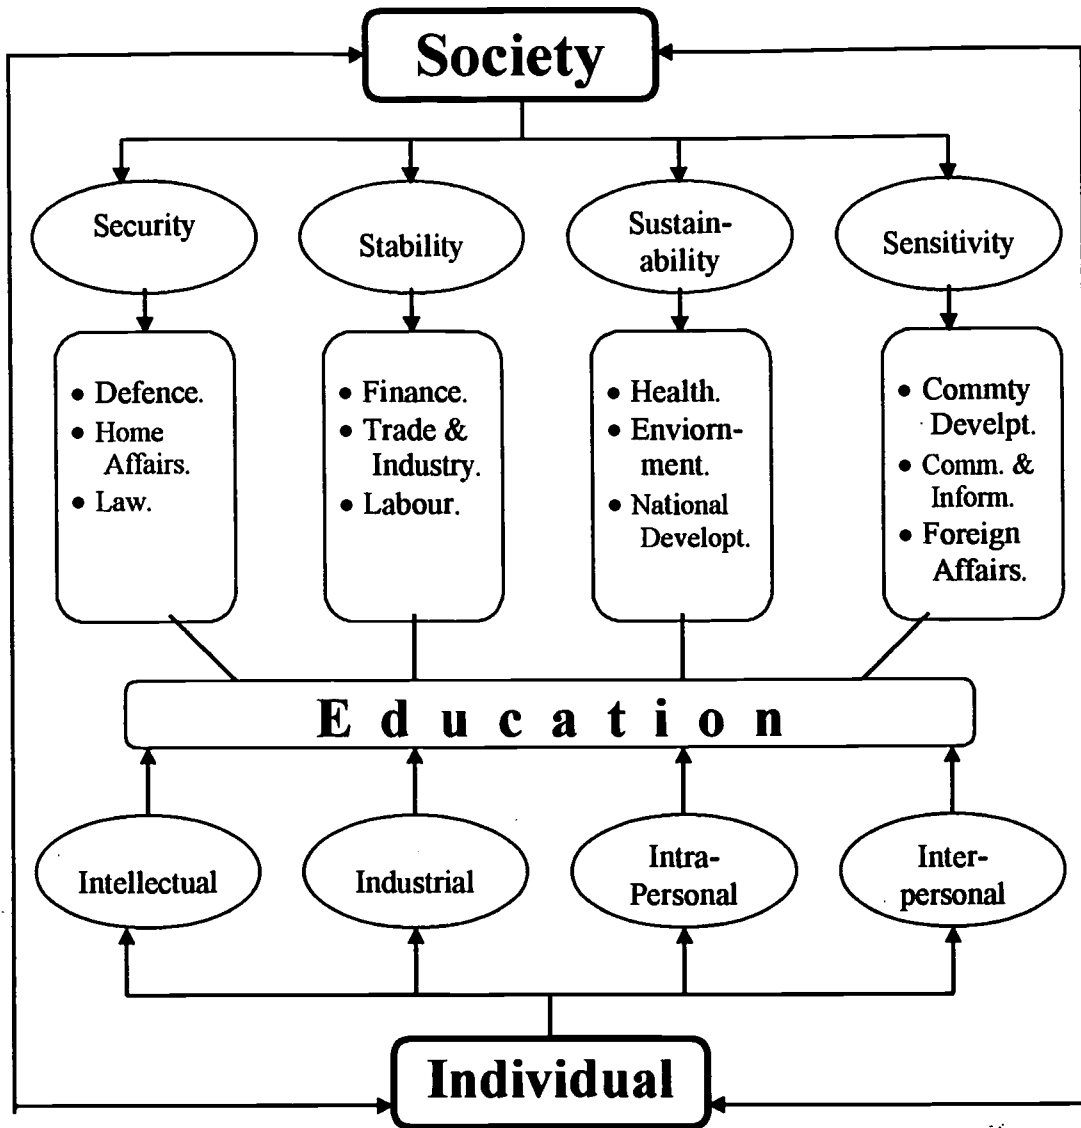 Society
Security
Stability
Sustain-
ability
Sensitivity
• Defence.
• Home
Affairs.
• Law.
• Finance.
• Trade &
Industry.
• Labour.
• Health.
• Enviorn-
ment.
• National
Developt.
• Commty
Develpt.
• Comm. &
Inform.
• Foreign
Affairs.
Education
Intellectual
Industrial
Intra-
Personal
Inter-
personal
Individual